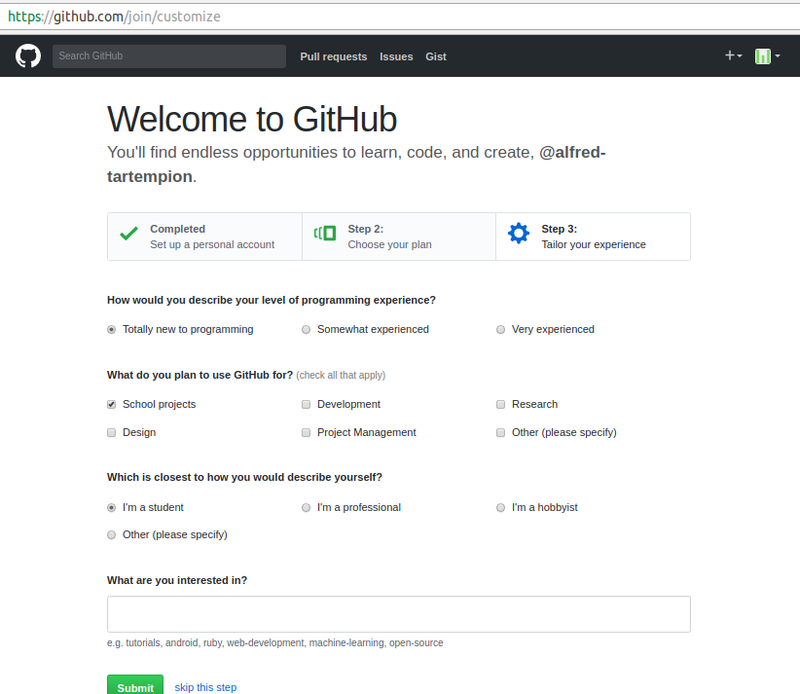 https://github.com/join/customize
Search GitHub Pull requests Issues Gist
Welcome to GitHub
You'll find endless opportunities to learn, code, and create, @alfred-
tartempion.
Completed Step 2: Step 3:
Set up a personal account Choose your plan Tailor your experience
How would you describe your level of programming experience?
Totally new to programming Somewhat experienced Very experienced
What do you plan to use GitHub for? (check all that apply)
School projects Development Research
Design Project Management Other (please specify)
Which is closest to how you would describe yourself?
I'm a student I'm a professional I'm a hobbyist
Other (please specify)
What are you interested in?
e.g. tutorials, android, ruby, web-development, machine-learning, open-source
Submit skip this step